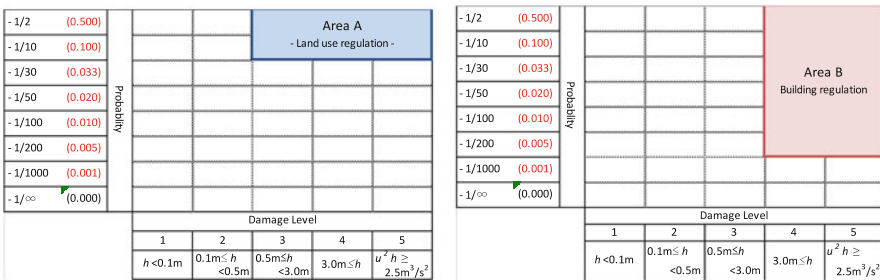 - 1/2 (0.500)
- 1/10 (0.100)
- 1/30 (0.033)
- 1/50 (0.020)
- 1/100 (0.010)
- 1/200 (0.005)
- 1/1000 (0.001)
- 1/∞ (0.000)
Probablity
Area A
- Land use regulation -
Damage Level
1 2 3 4 5
h <0.1m 0.1m≤ h <0.5m 0.5m≤h <3.0m 3.0m≤h u² h ≥ 2.5m³/s²
- 1/2 (0.500)
- 1/10 (0.100)
- 1/30 (0.033)
- 1/50 (0.020)
- 1/100 (0.010)
- 1/200 (0.005)
- 1/1000 (0.001)
- 1/∞ (0.000)
Probablity
Area B
Building regulation
Damage Level
1 2 3 4 5
h <0.1m 0.1m≤ h <0.5m 0.5m≤h <3.0m 3.0m≤h u² h ≥ 2.5m³/s²